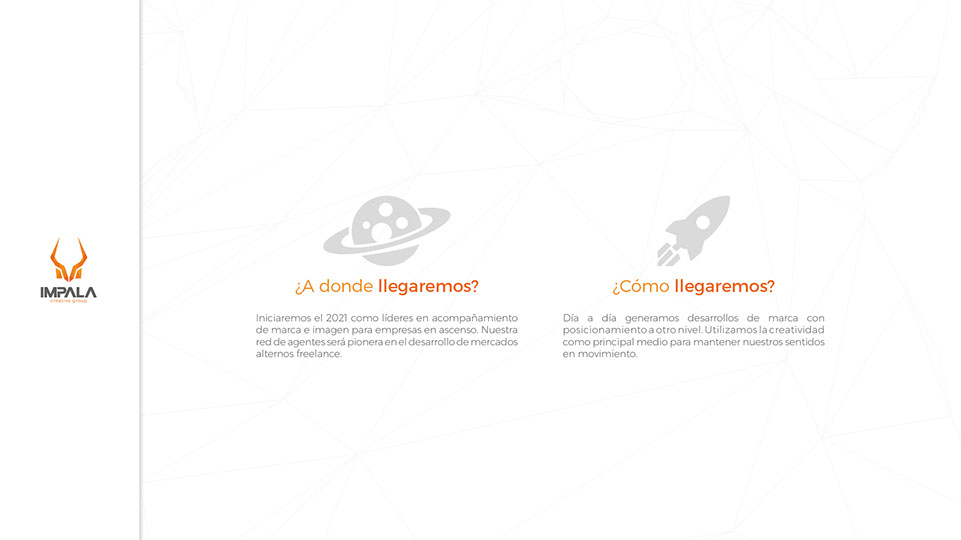 IMPALA
creative group
¿A donde llegaremos?
Iniciaremos el 2021 como líderes en acompañamiento
de marca e imagen para empresas en ascenso. Nuestra
red de agentes será pionera en el desarrollo de mercados
alternos freelance.
¿Cómo llegaremos?
Día a día generamos desarrollos de marca con
posicionamiento a otro nivel. Utilizamos la creatividad
como principal medio para mantener nuestros sentidos
en movimiento.